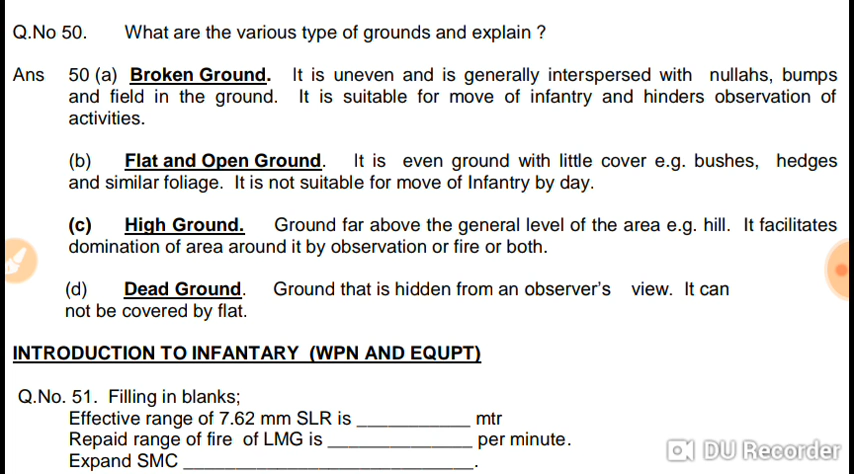 Q.No 50. What are the various type of grounds and explain ?
Ans 50 (a) Broken Ground. It is uneven and is generally interspersed with nullahs, bumps
and field in the ground. It is suitable for move of infantry and hinders observation of
activities.
(b) Flat and Open Ground. It is even ground with little cover e.g. bushes, hedges
and similar foliage. It is not suitable for move of Infantry by day.
(c) High Ground. Ground far above the general level of the area e.g. hill. It facilitates
domination of area around it by observation or fire or both.
(d) Dead Ground. Ground that is hidden from an observer's view. It can
not be covered by flat.
INTRODUCTION TO INFANTARY (WPN AND EQUPT)
Q.No. 51. Filling in blanks;
Effective range of 7.62 mm SLR is ___________ mtr
Repaid range of fire of LMG is ______________ per minute.
Expand SMC ____________________________.
DU Recorder